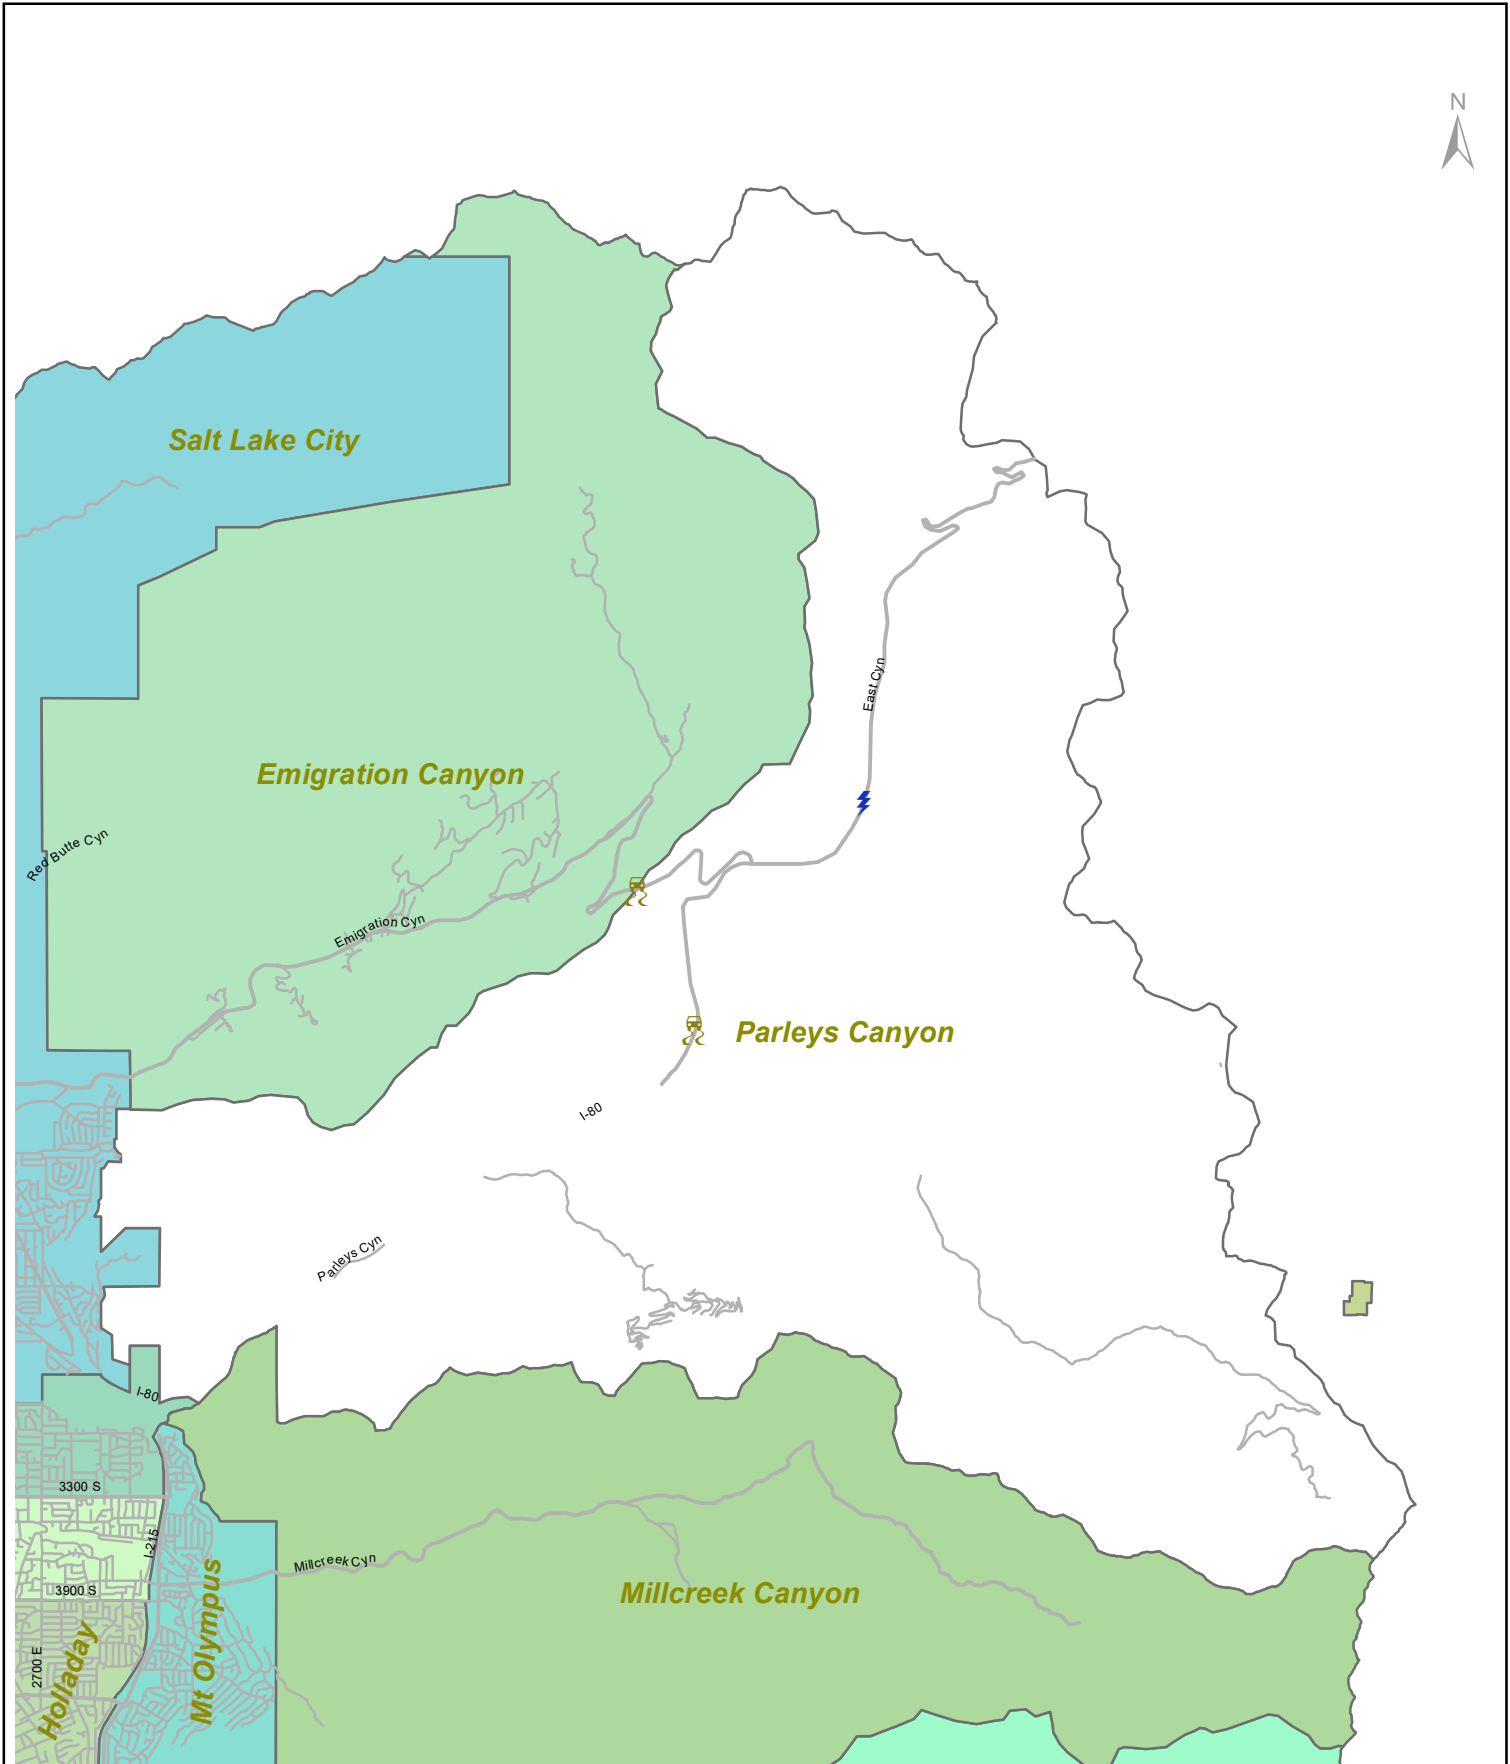 N
Salt Lake City
East Cyn
Emigration Canyon
Red Butte Cyn
Emigration Cyn
Parleys Canyon
I-80
Parleys Cyn
I-80
3300 S
I-215
Millcreek Cyn
3900 S
Millcreek Canyon
Mt Olympus
2700 E
Holladay